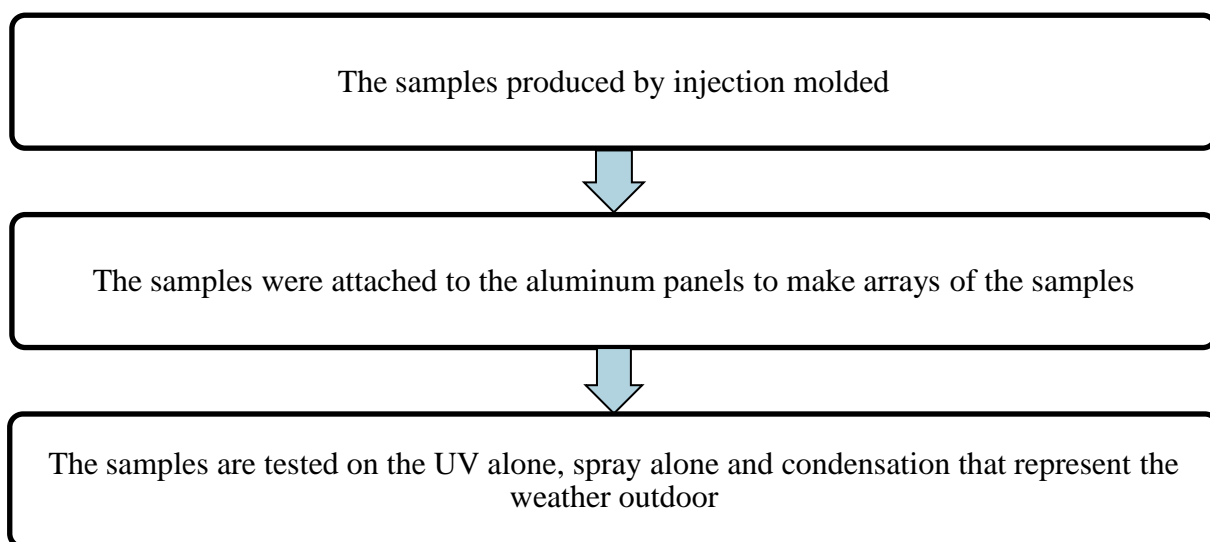 The samples produced by injection molded
The samples were attached to the aluminum panels to make arrays of the samples
The samples are tested on the UV alone, spray alone and condensation that represent the
weather outdoor